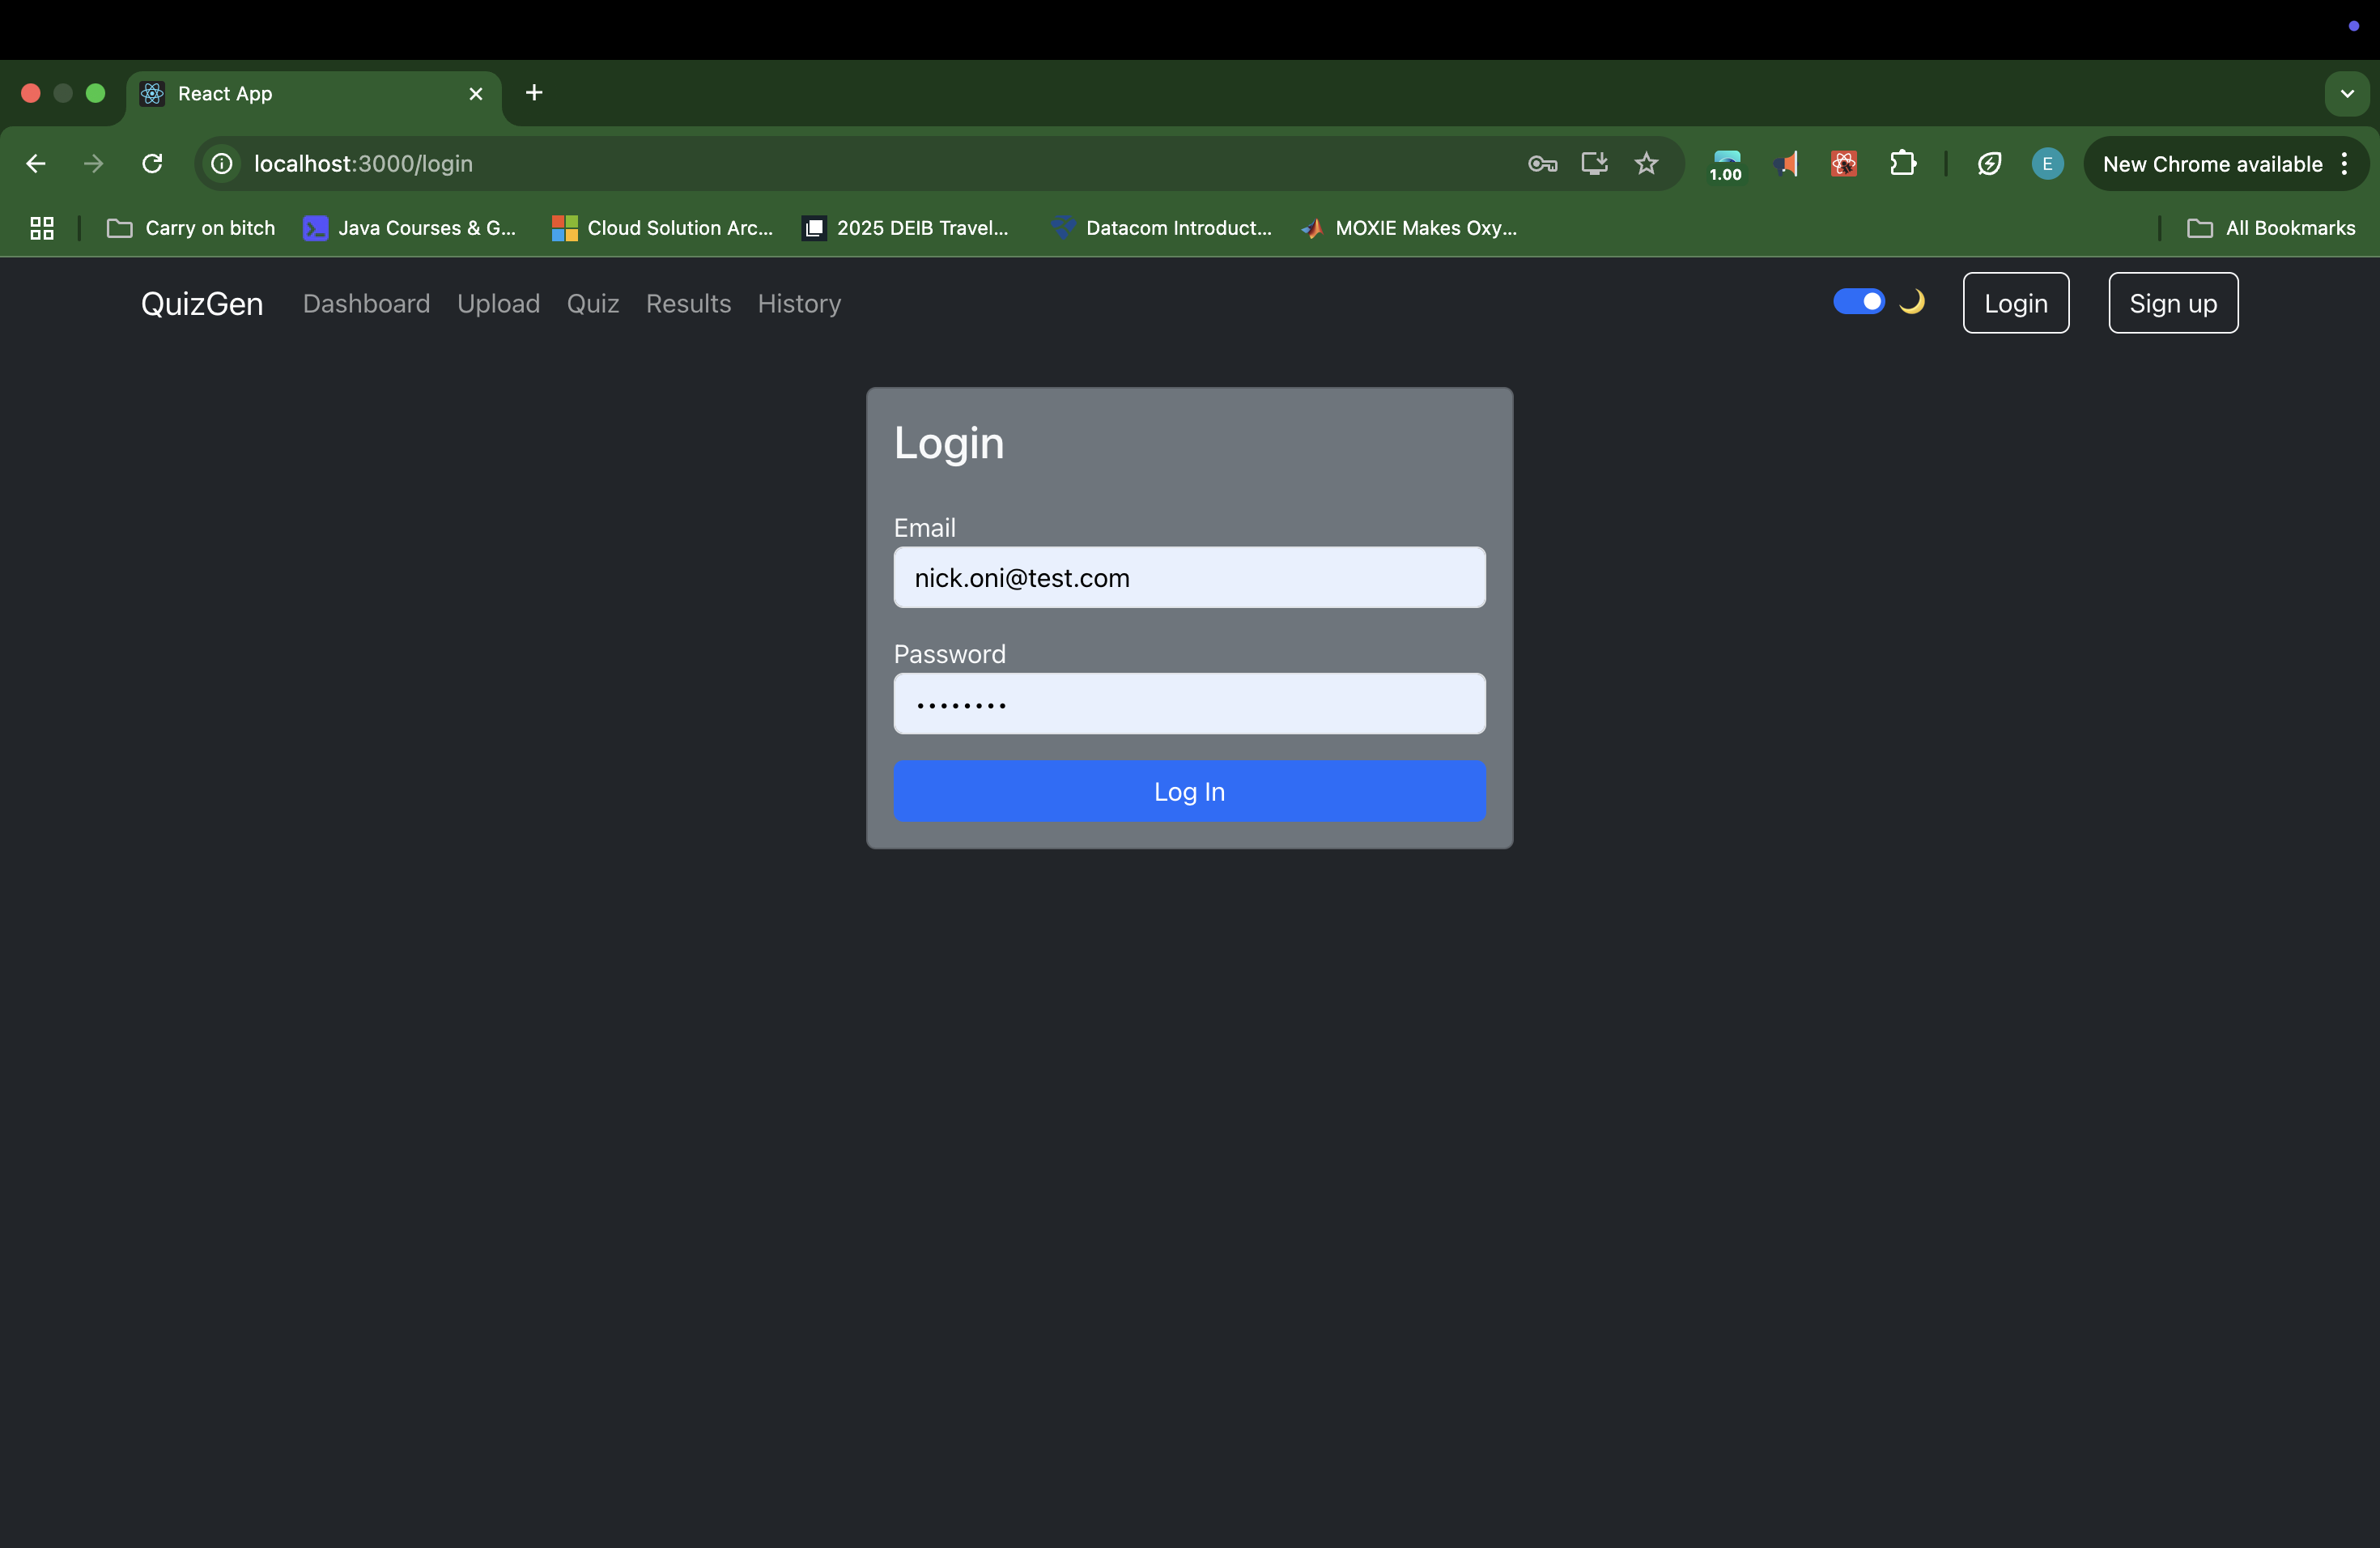 React App
localhost:3000/login
1.00
E
New Chrome available
Carry on bitch
Java Courses & G...
Cloud Solution Arc...
2025 DEIB Travel...
Datacom Introduct...
MOXIE Makes Oxy...
All Bookmarks
QuizGen
Dashboard
Upload
Quiz
Results
History
Login
Sign up
Login
Email
nick.oni@test.com
Password
Log In